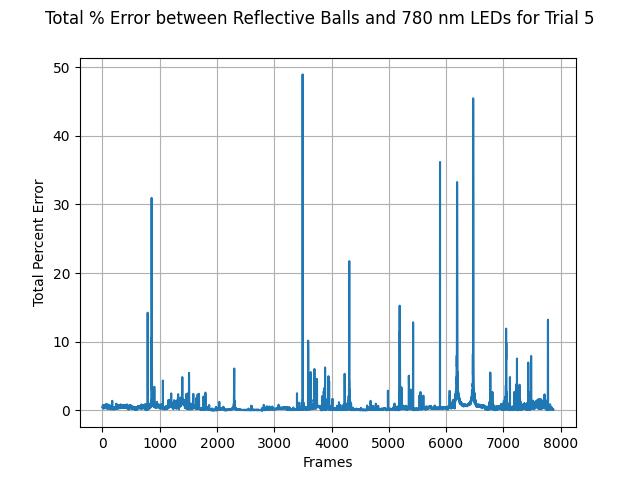 Total % Error between Reflective Balls and 780 nm LEDs for Trial 5
50
40
30
20
10
0
Total Percent Error
0 1000 2000 3000 4000 5000 6000 7000 8000
Frames